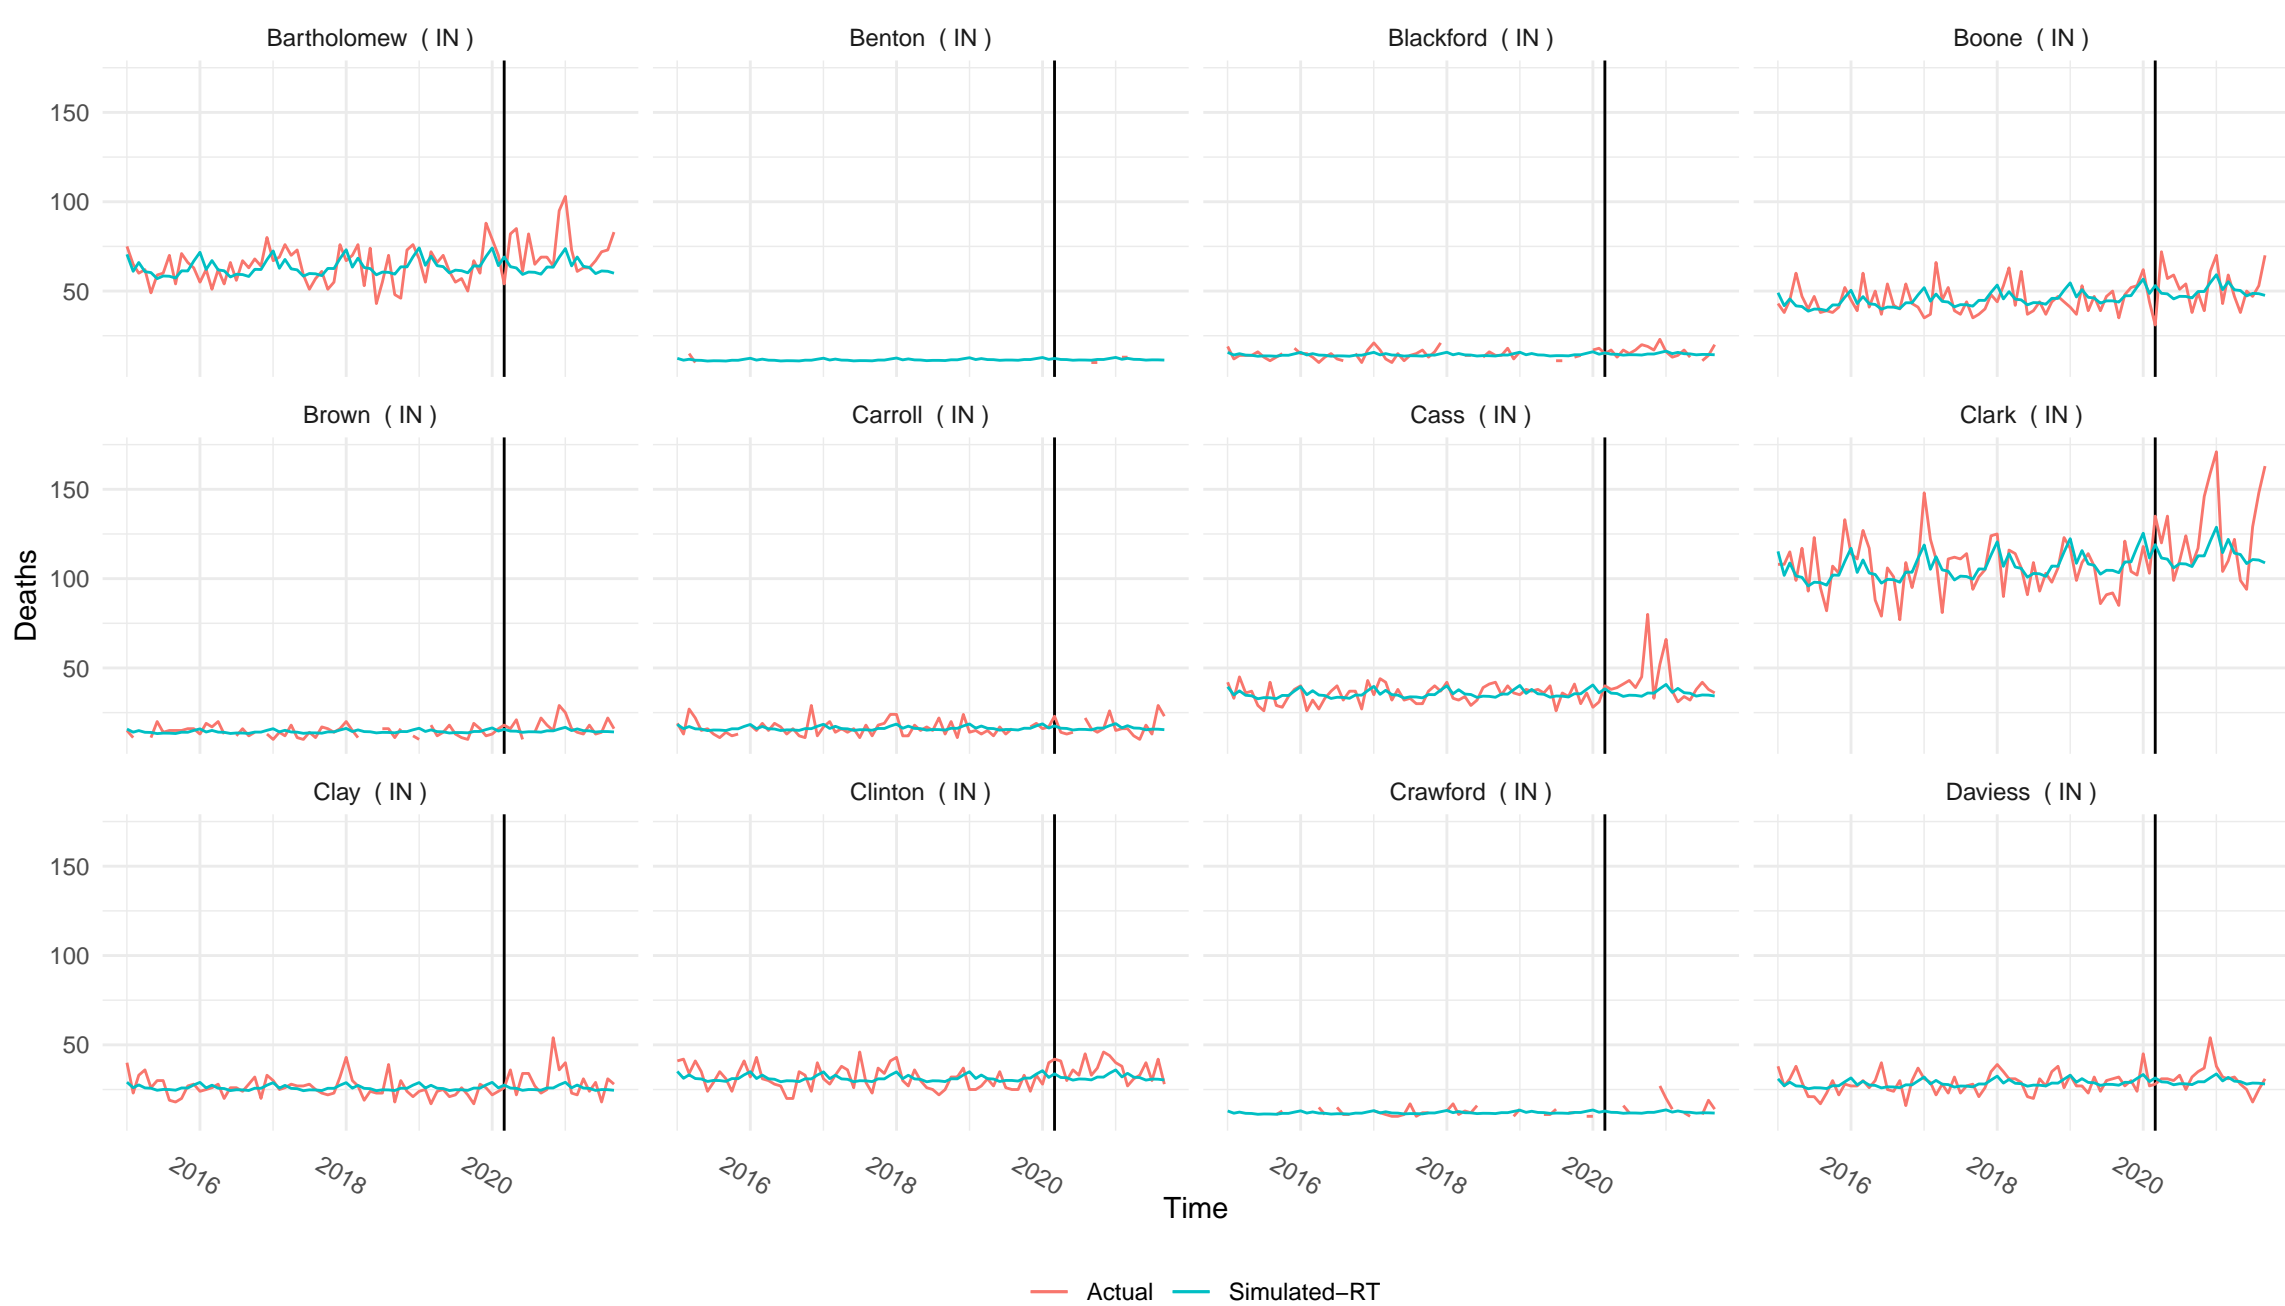 Bartholomew ( IN )
Benton ( IN )
Blackford ( IN )
Boone ( IN )
150
100
50
Brown ( IN )
Carroll ( IN )
Cass ( IN )
Clark ( IN )
150
100
50
Deaths
Clay ( IN )
Clinton ( IN )
Crawford ( IN )
Daviess ( IN )
150
100
50
2016
2018
2020
2016
2018
2020
2016
2018
2020
2016
2018
2020
Time
Actual
Simulated−RT